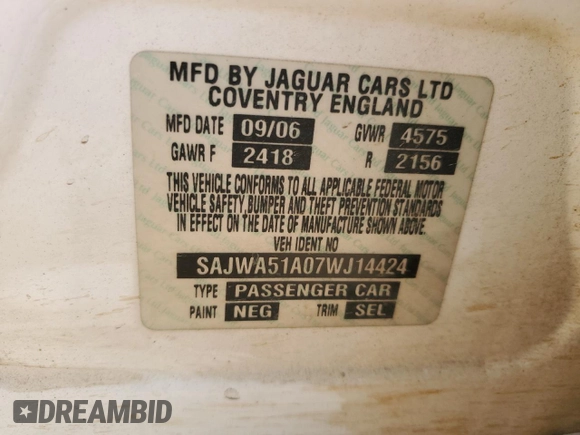 MFD BY JAGUAR CARS LTD
COVENTRY ENGLAND
MFD DATE 09/06 GVWR 4575
GAWR F 2418 R 2156
THIS VEHICLE CONFORMS TO ALL APPLICABLE FEDERAL MOTOR
VEHICLE SAFETY,BUMPER AND THEFT PREVENTION STANDARDS
IN EFFECT ON THE DATE OF MANUFACTURE SHOWN ABOVE.
VEH IDENT NO
SAJWA51A07WJ14424
TYPE PASSENGER CAR
PAINT NEG TRIM SEL
DREAMBID